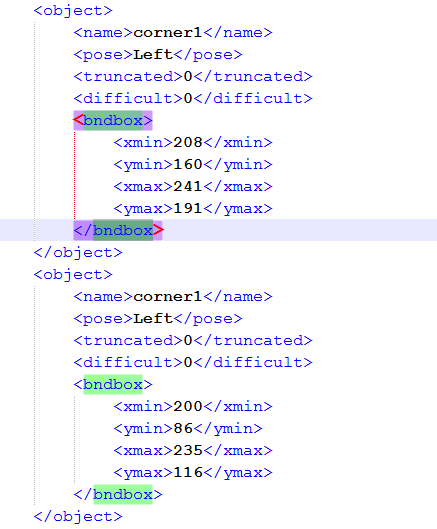 <object>
<name>corner1</name>
<pose>Left</pose>
<truncated>0</truncated>
<difficult>0</difficult>
<bndbox>
<xmin>208</xmin>
<ymin>160</ymin>
<xmax>241</xmax>
<ymax>191</ymax>
</bndbox>
</object>
<object>
<name>corner1</name>
<pose>Left</pose>
<truncated>0</truncated>
<difficult>0</difficult>
<bndbox>
<xmin>200</xmin>
<ymin>86</ymin>
<xmax>235</xmax>
<ymax>116</ymax>
</bndbox>
</object>